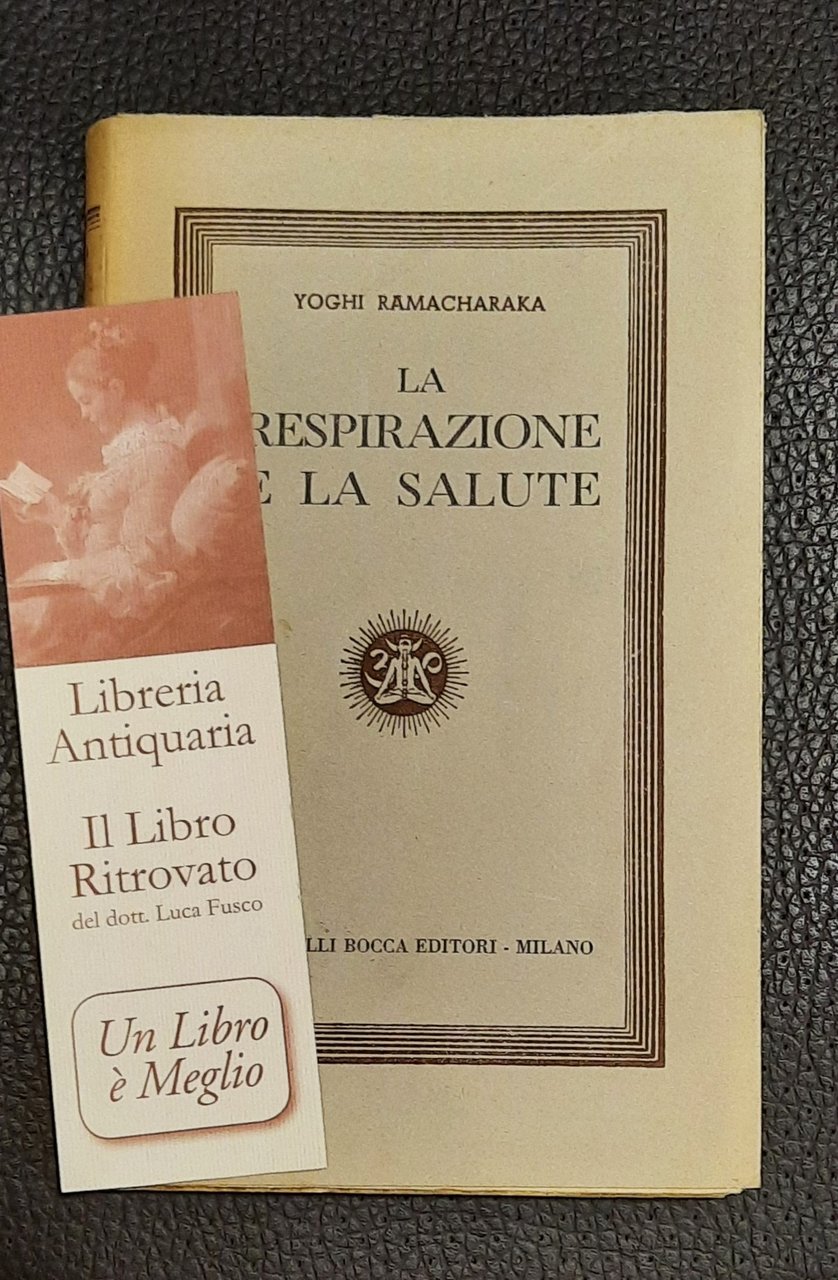 YOGHI RAMACHARAKA
LA
RESPIRAZIONE
E LA SALUTE
LLI BOCCA EDITORI - MILANO
Libreria
Antiquaria
Il Libro
Ritrovato
del dott. Luca Fusco
Un Libro
è Meglio